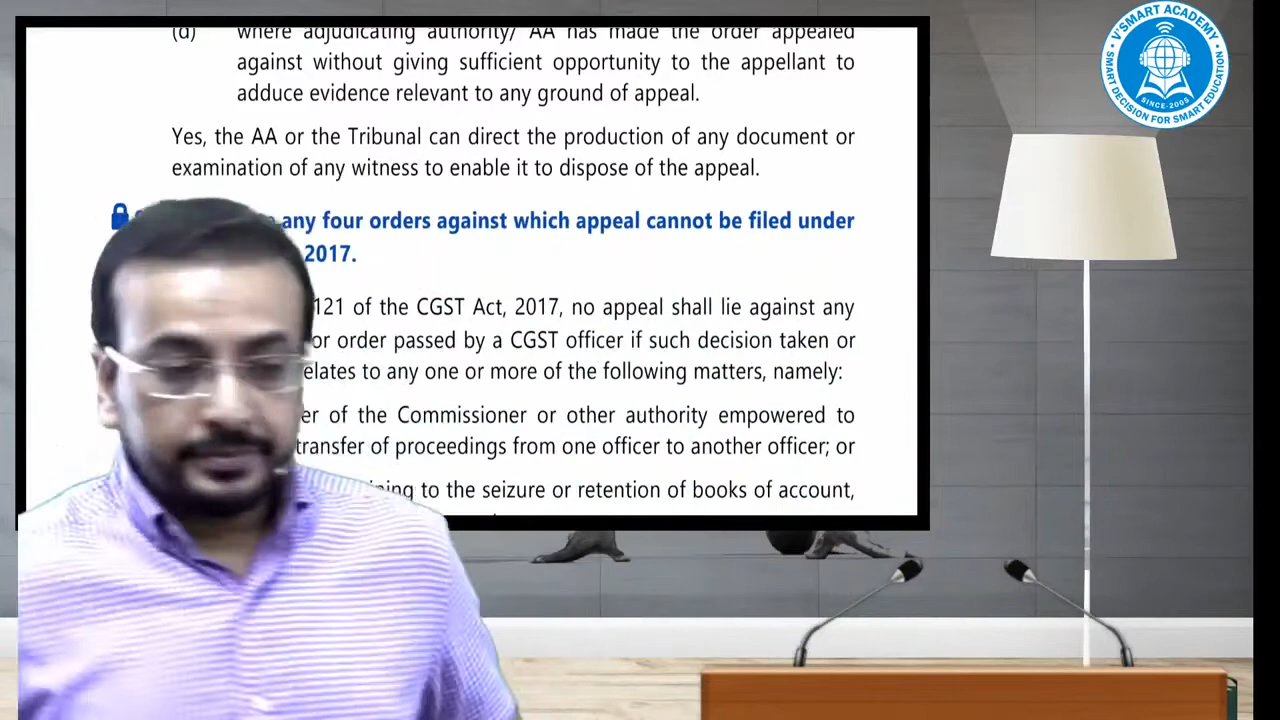 (d) where adjudicating authority/ AA has made the order appealed
against without giving sufficient opportunity to the appellant to
adduce evidence relevant to any ground of appeal.
Yes, the AA or the Tribunal can direct the production of any document or
examination of any witness to enable it to dispose of the appeal.
any four orders against which appeal cannot be filed under
2017.
121 of the CGST Act, 2017, no appeal shall lie against any
or order passed by a CGST officer if such decision taken or
elates to any one or more of the following matters, namely:
er of the Commissioner or other authority empowered to
transfer of proceedings from one officer to another officer; or
ining to the seizure or retention of books of account,
V'SMART ACADEMY
SINCE-2005
SMART DECISION FOR SMART EDUCATION